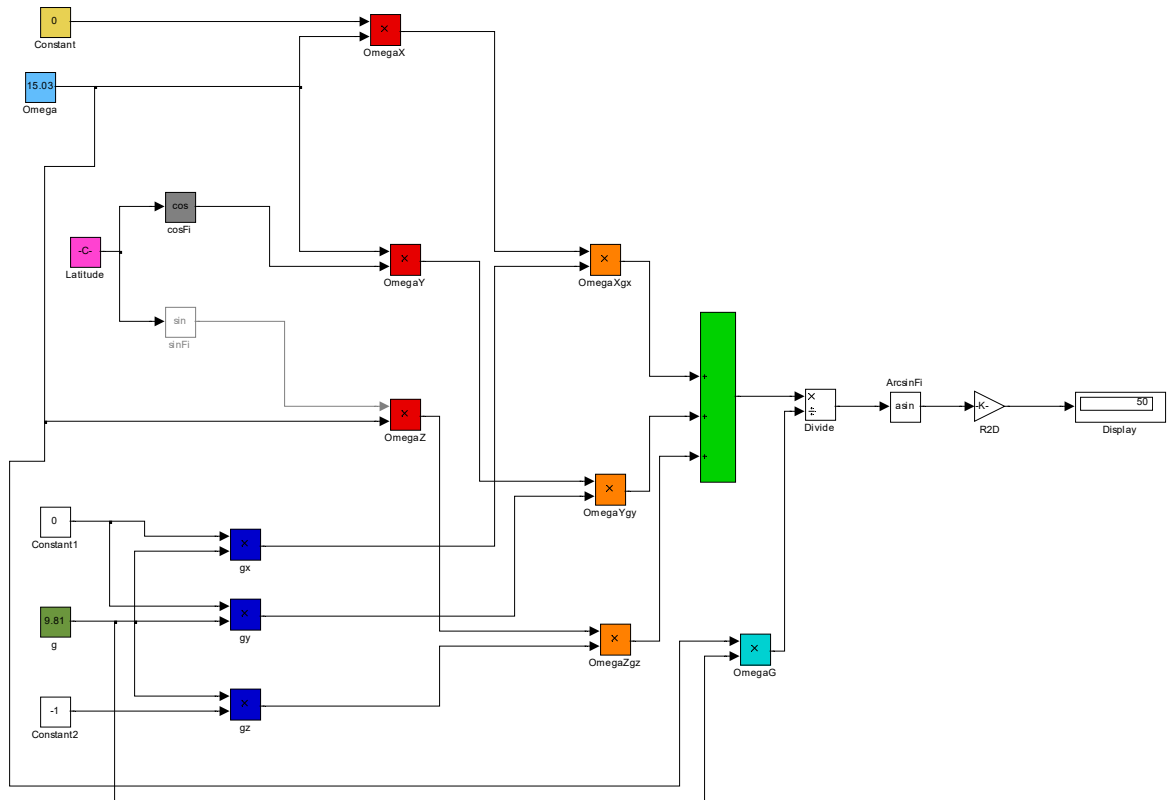 0
Constant
×
OmegaX
15.03
Omega
cos
cosFi
-C-
Latitude
×
OmegaY
×
OmegaXgx
sin
sinFi
×
OmegaZ
+
+
+
×
÷
Divide
ArcsinFi
asin
-K-
R2D
50
Display
×
OmegaYgy
0
Constant1
×
gx
9.81
g
×
gy
×
OmegaZgz
×
OmegaG
-1
Constant2
×
gz